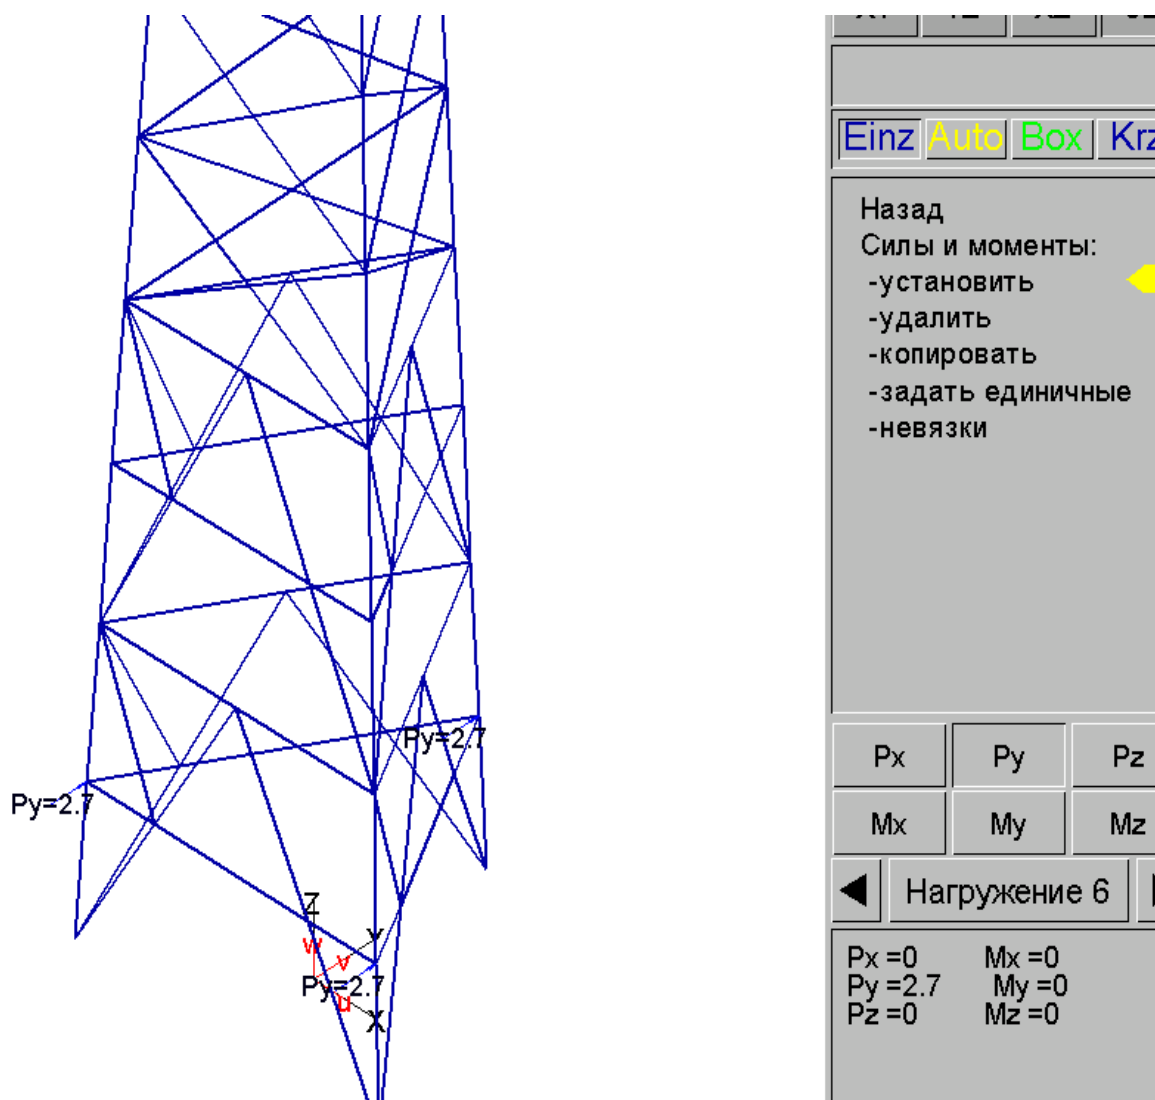 Einz Auto Box
Назад
Силы и моменты:
-установить
-удалить
-копировать
-задать единичные
-невязки
Py=2.7
Px Py Pz
Py=2.7
Mx My Mz
Нагружение 6
Z
w
Y
v
Px =0 Mx =0
Py=2.7
Py =2.7 My =0
u
Pz =0 Mz =0
X